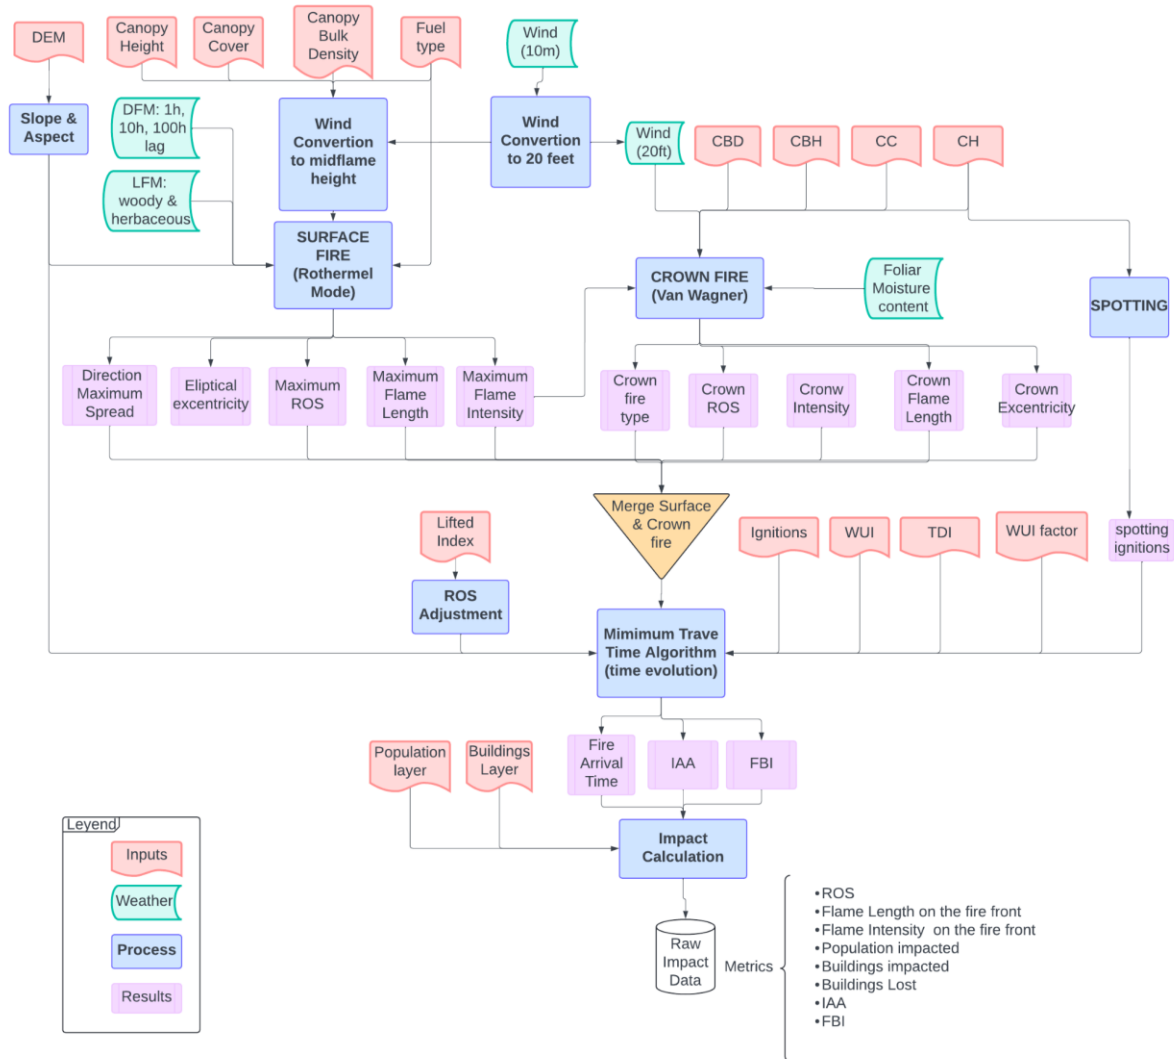 DEM
Canopy
Height
Canopy
Cover
Canopy
Bulk
Density
Fuel
type
Wind
(10m)
Slope &
Aspect
DFM: 1h,
10h, 100h
lag
LFM:
woody &
herbaceous
Wind
Convertion
to midflame
height
Wind
Convertion
to 20 feet
Wind
(20ft)
CBD
CBH
CC
CH
SURFACE
FIRE
(Rothermel
Mode)
CROWN FIRE
(Van Wagner)
Foliar
Moisture
content
SPOTTING
Direction
Maximum
Spread
Eliptical
excentricity
Maximum
ROS
Maximum
Flame
Length
Maximum
Flame
Intensity
Crown
fire
type
Crown
ROS
Cronw
Intensity
Crown
Flame
Length
Crown
Excentricity
Merge Surface
& Crown
fire
Lifted
Index
ROS
Adjustment
Ignitions
WUI
TDI
WUI factor
spotting
ignitions
Mimimum Trave
Time Algorithm
(time evolution)
Population
layer
Buildings
Layer
Fire
Arrival
Time
IAA
FBI
Impact
Calculation
Raw
Impact
Data
Metrics
•ROS
•Flame Length on the fire front
•Flame Intensity on the fire front
•Population impacted
•Buildings impacted
•Buildings Lost
•IAA
•FBI
Leyend
Inputs
Weather
Process
Results